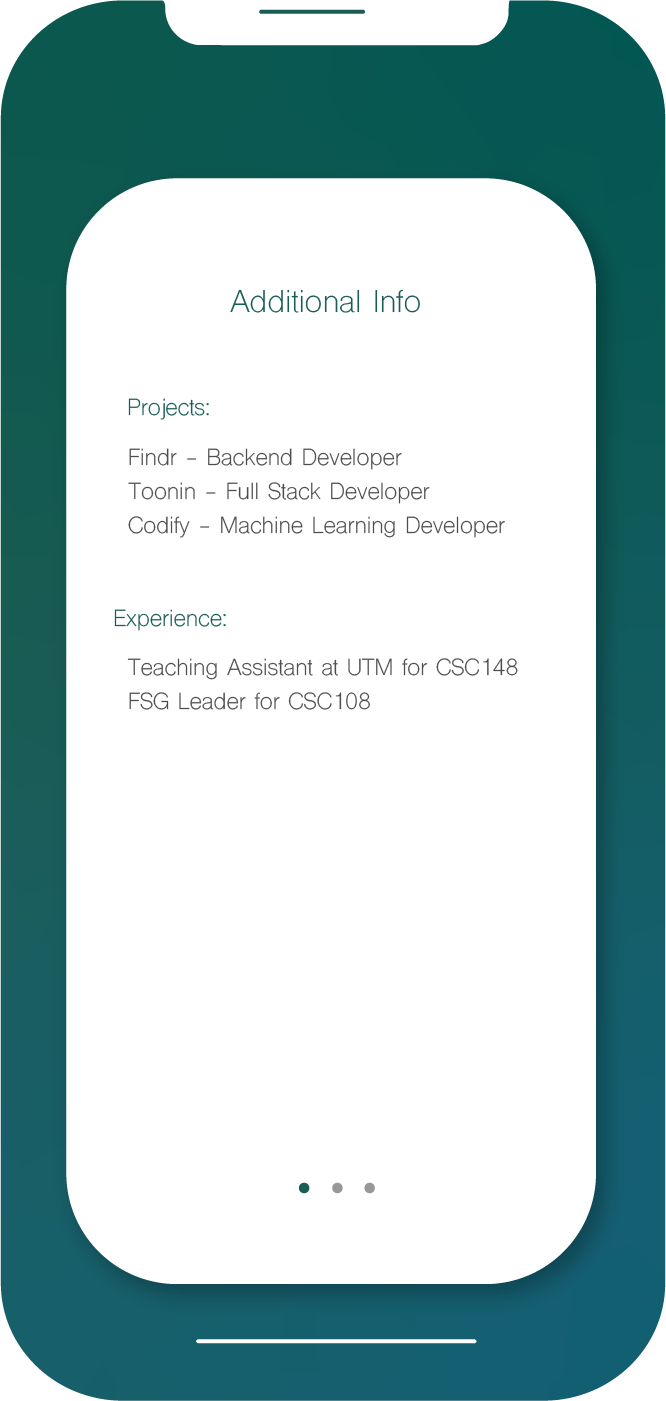 Additional Info
Projects:
Findr - Backend Developer
Toonin - Full Stack Developer
Codify - Machine Learning Developer
Experience:
Teaching Assistant at UTM for CSC148
FSG Leader for CSC108